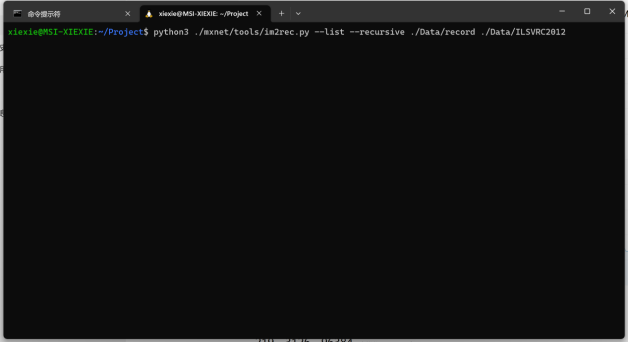 命令提示符
xiexie@MSI-XIEXIE: ~/Project
xiexie@MSI-XIEXIE:~/Project$ python3 ./mxnet/tools/im2rec.py --list --recursive ./Data/record ./Data/ILSVRC2012